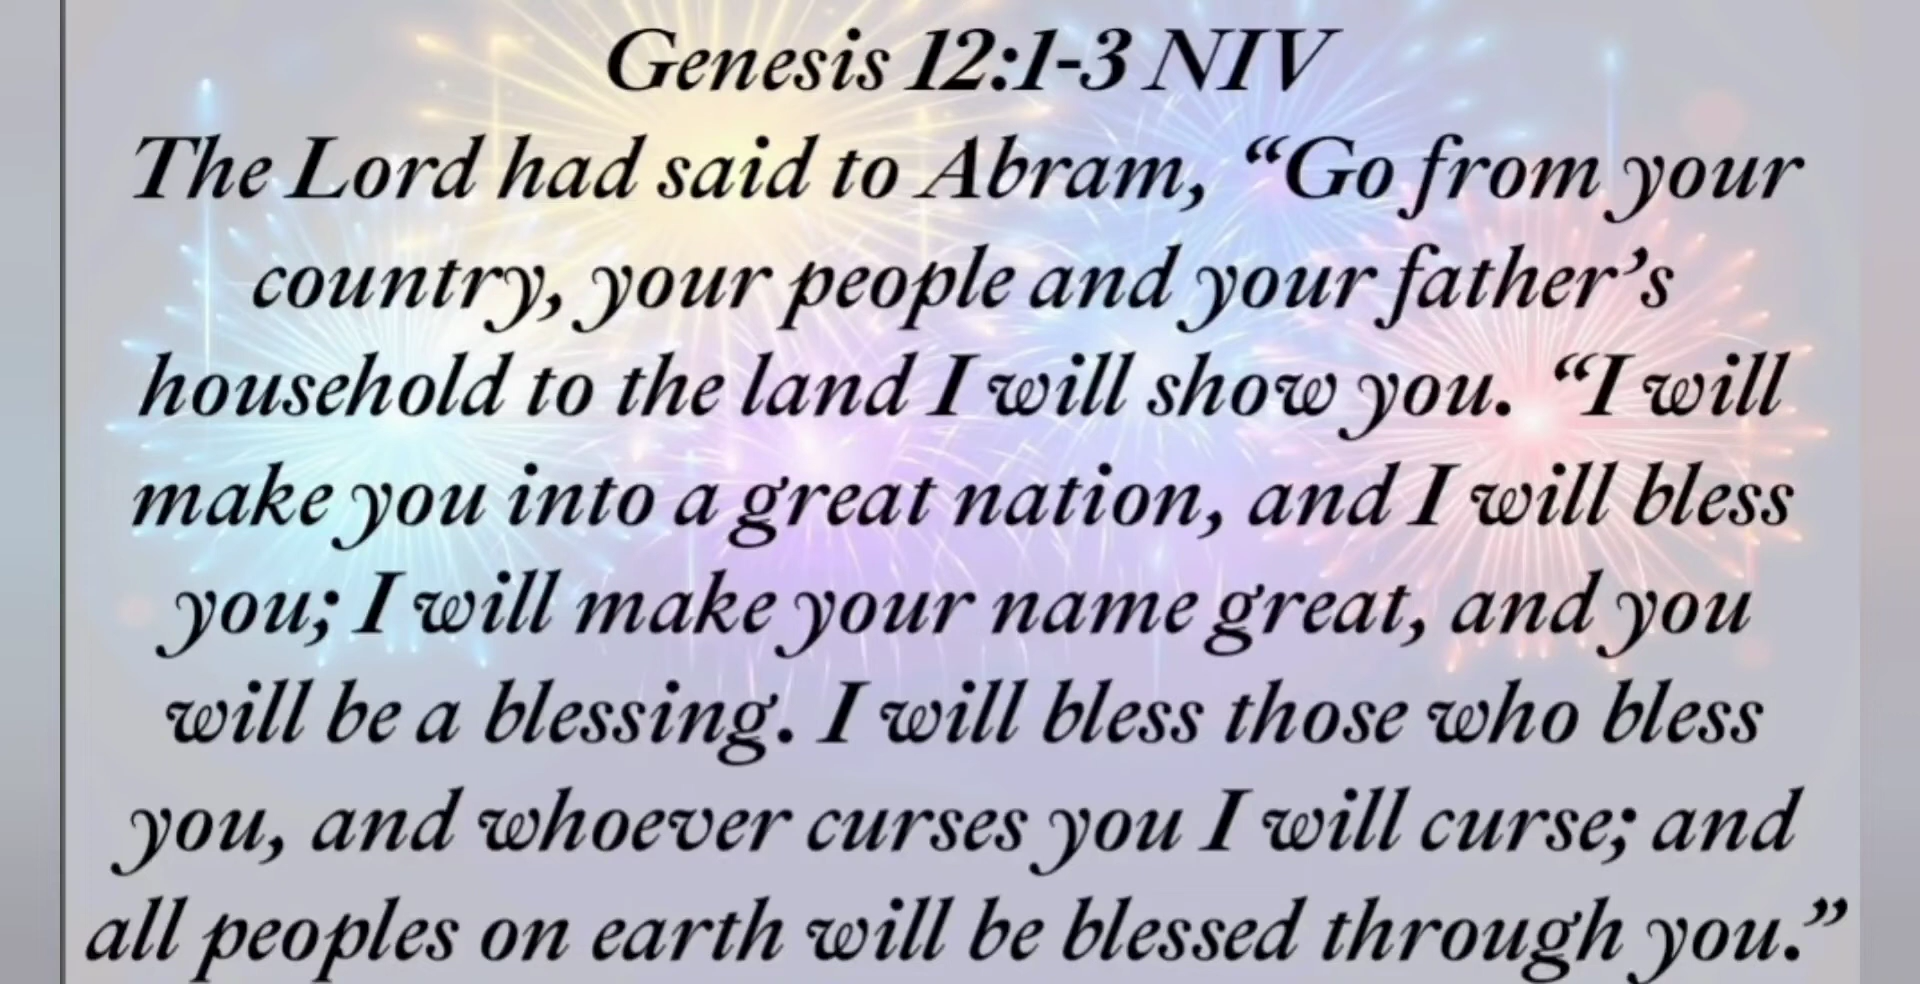 Genesis 12:1-3 NIV
The Lord had said to Abram, “Go from your
country, your people and your father’s
household to the land I will show you. “I will
make you into a great nation, and I will bless
you; I will make your name great, and you
will be a blessing. I will bless those who bless
you, and whoever curses you I will curse; and
all peoples on earth will be blessed through you.”